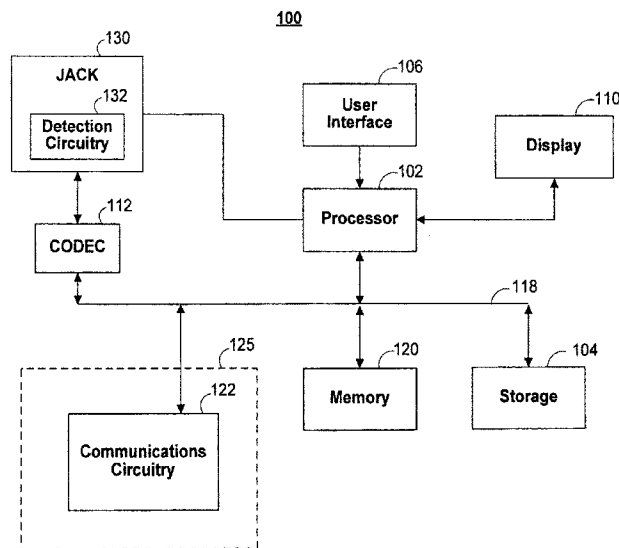 100
130
JACK
132
Detection
Circuitry
106
User
Interface
110
Display
102
Processor
112
CODEC
118
125
122
Communications
Circuitry
120
Memory
104
Storage